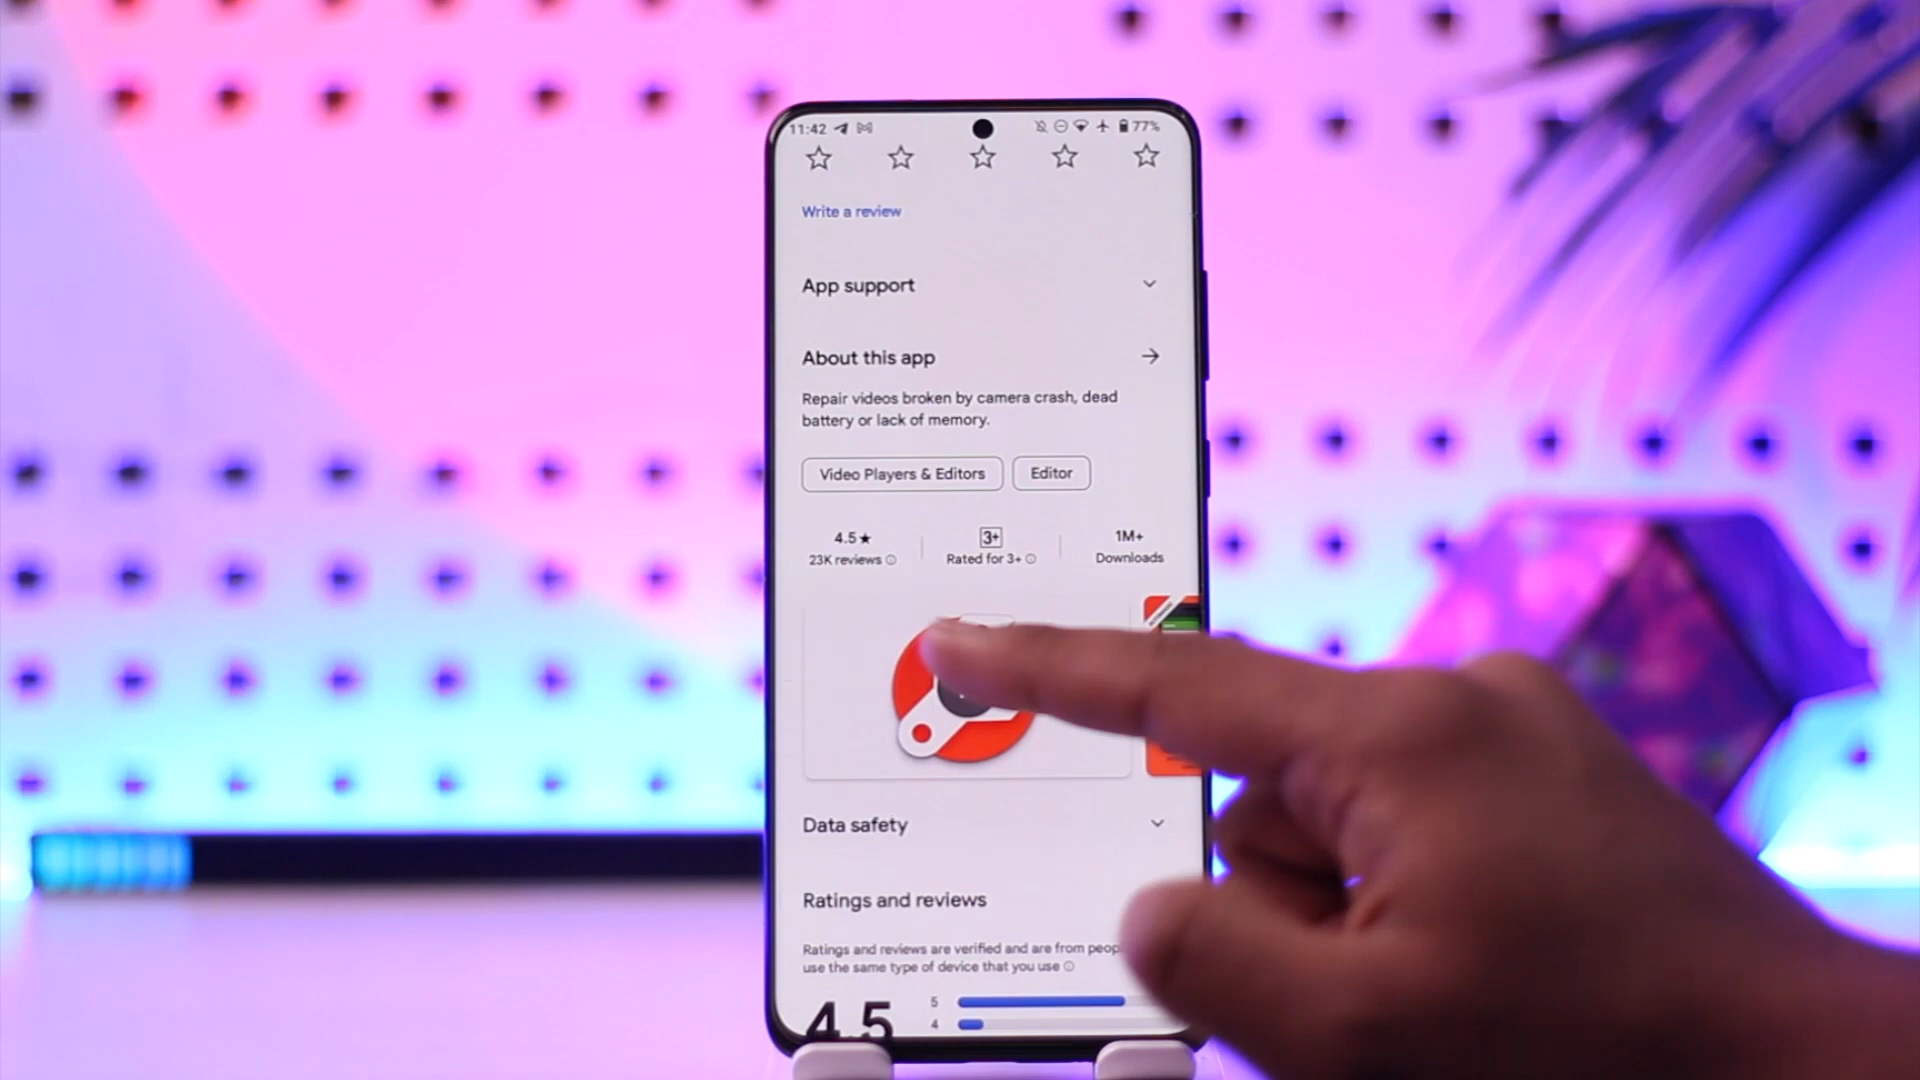 11:42
77%
Write a review
App support
About this app
Repair videos broken by camera crash, dead
battery or lack of memory.
Video Players & Editors
Editor
4.5★
3+
1M+
23K reviews
Rated for 3+
Downloads
Data safety
Ratings and reviews
Ratings and reviews are verified and are from peop
use the same type of device that you use
4.5
5
4